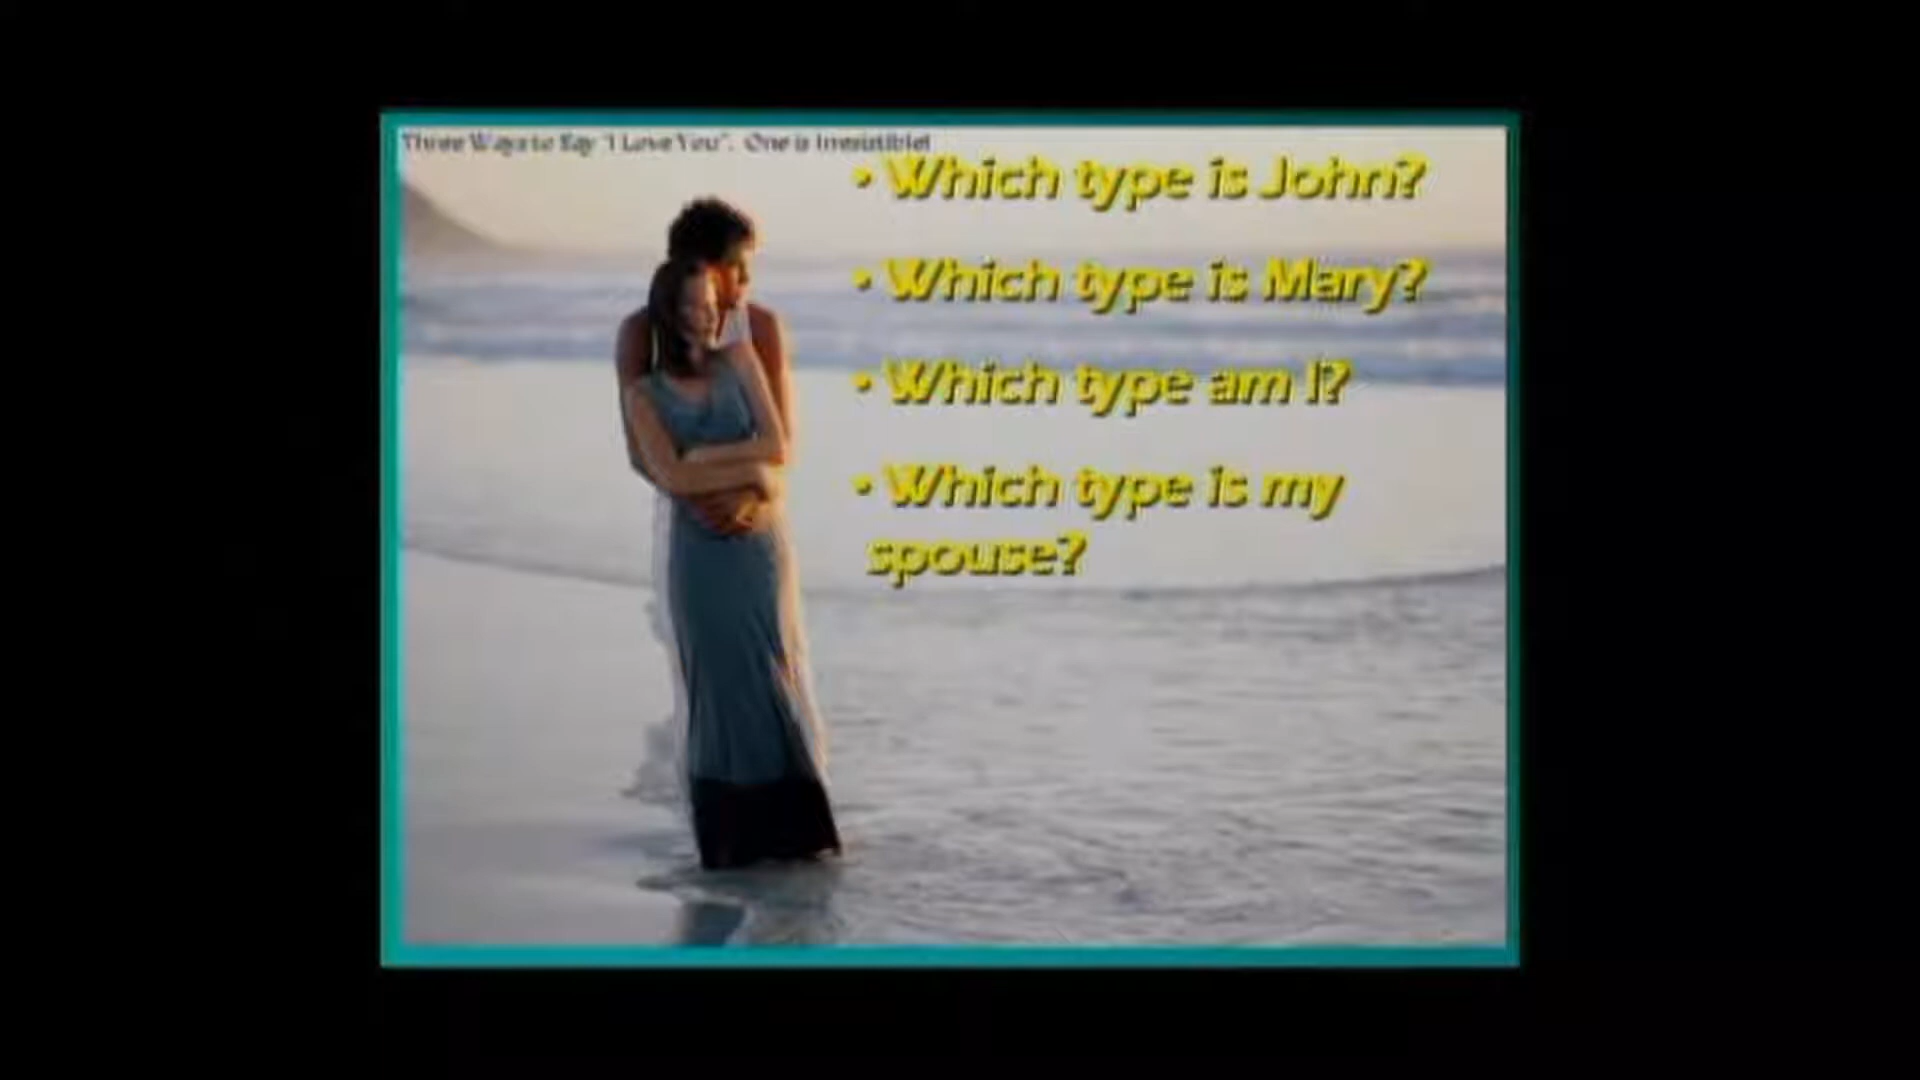 Three Ways to Say "I Love You". One is Irresistible!
• Which type is John?
• Which type is Mary?
• Which type am I?
• Which type is my
spouse?